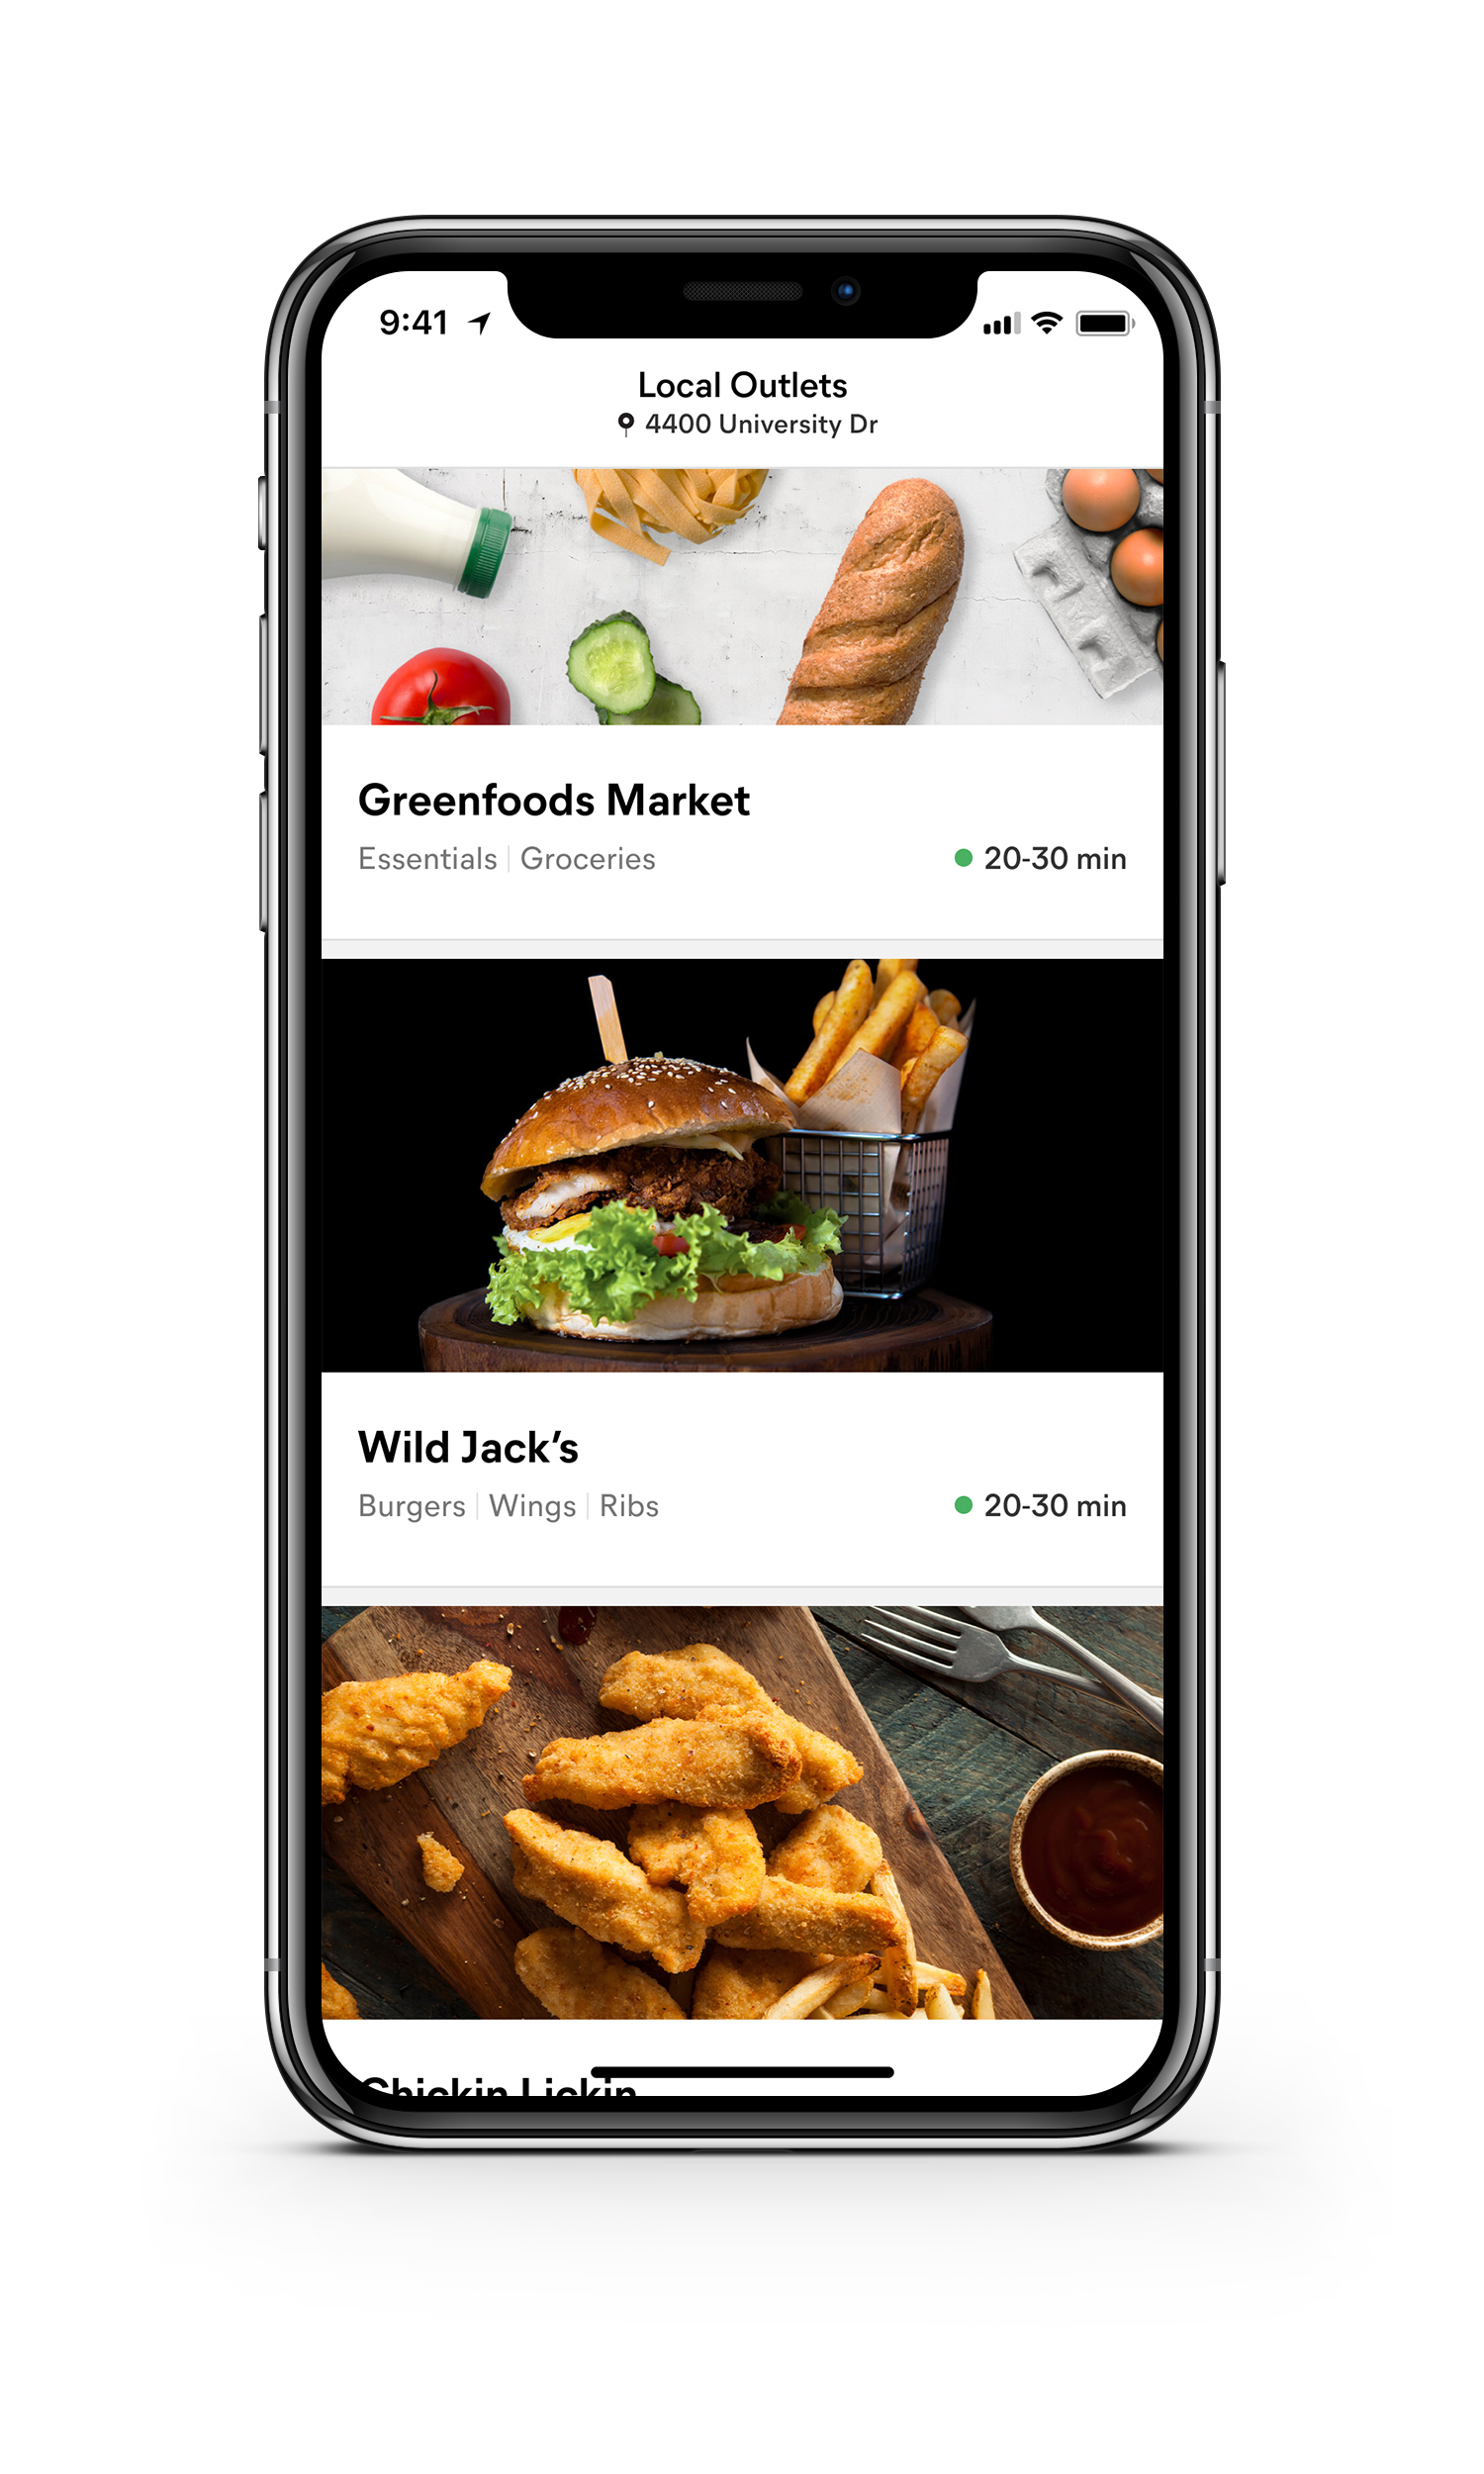 9:41
Local Outlets
4400 University Dr
Greenfoods Market
Essentials | Groceries
20-30 min
Wild Jack’s
Burgers | Wings | Ribs
20-30 min
Chickin Lickin